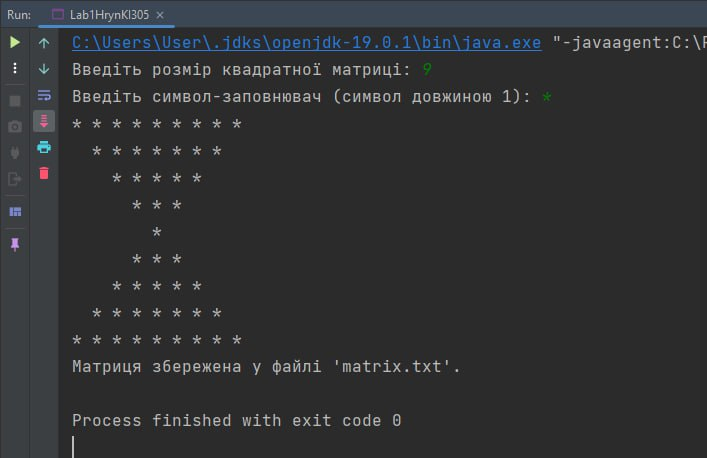 Run: Lab1HrynKI305
C:\Users\User\.jdks\openjdk-19.0.1\bin\java.exe "-javaagent:C:\P
Введіть розмір квадратної матриці: 9
Введіть символ-заповнювач (символ довжиною 1): *
* * * * * * * * *
  * * * * * * *
    * * * * *
      * * *
        *
      * * *
    * * * * *
  * * * * * * *
* * * * * * * * *
Матриця збережена у файлі 'matrix.txt'.
Process finished with exit code 0